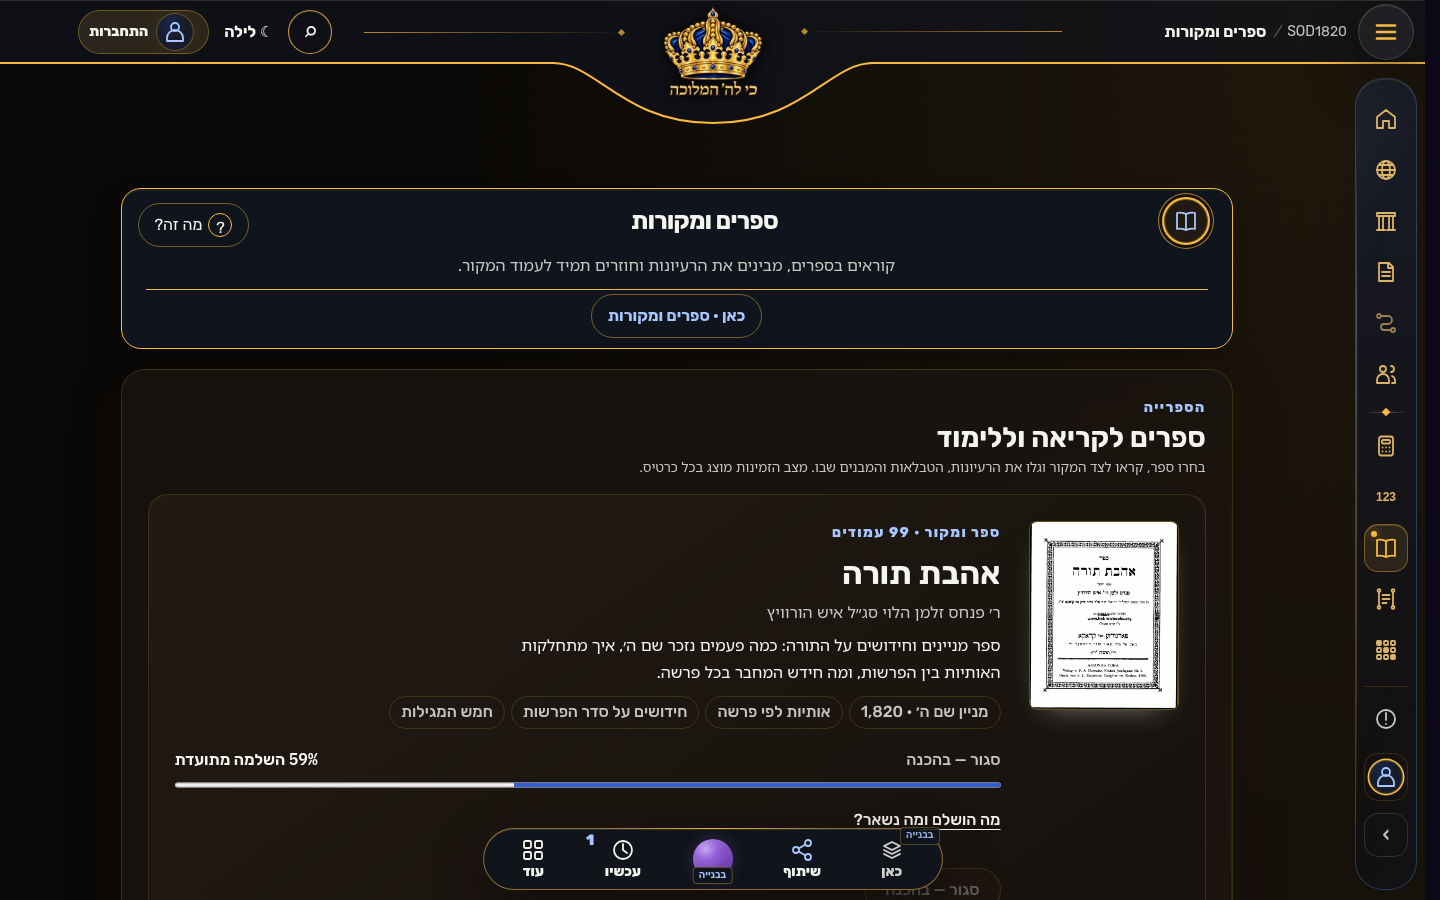 SOD1820 / ספרים ומקורות
כי לה' המלוכה
☾ לילה
התחברות
ספרים ומקורות
? מה זה?
קוראים בספרים, מבינים את הרעיונות וחוזרים תמיד לעמוד המקור.
כאן • ספרים ומקורות
הספרייה
ספרים לקריאה וללימוד
בחרו ספר, קראו לצד המקור וגלו את הרעיונות, הטבלאות והמבנים שבו. מצב הזמינות מוצג בכל כרטיס.
ספר
אהבת תורה
ספר ומקור • 99 עמודים
אהבת תורה
ר׳ פנחס זלמן הלוי סג״ל איש הורוויץ
ספר מניינים וחידושים על התורה: כמה פעמים נזכר שם ה׳, איך מתחלקות
האותיות בין הפרשות, ומה חידש המחבר בכל פרשה.
מניין שם ה׳ • 1,820
אותיות לפי פרשה
חידושים על סדר הפרשות
חמש המגילות
סגור — בהכנה
59% השלמה מתועדת
מה הושלם ומה נשאר?
סגור — בהכנה
בבנייה
כאן
שיתוף
בבנייה
עכשיו
1
עוד
123